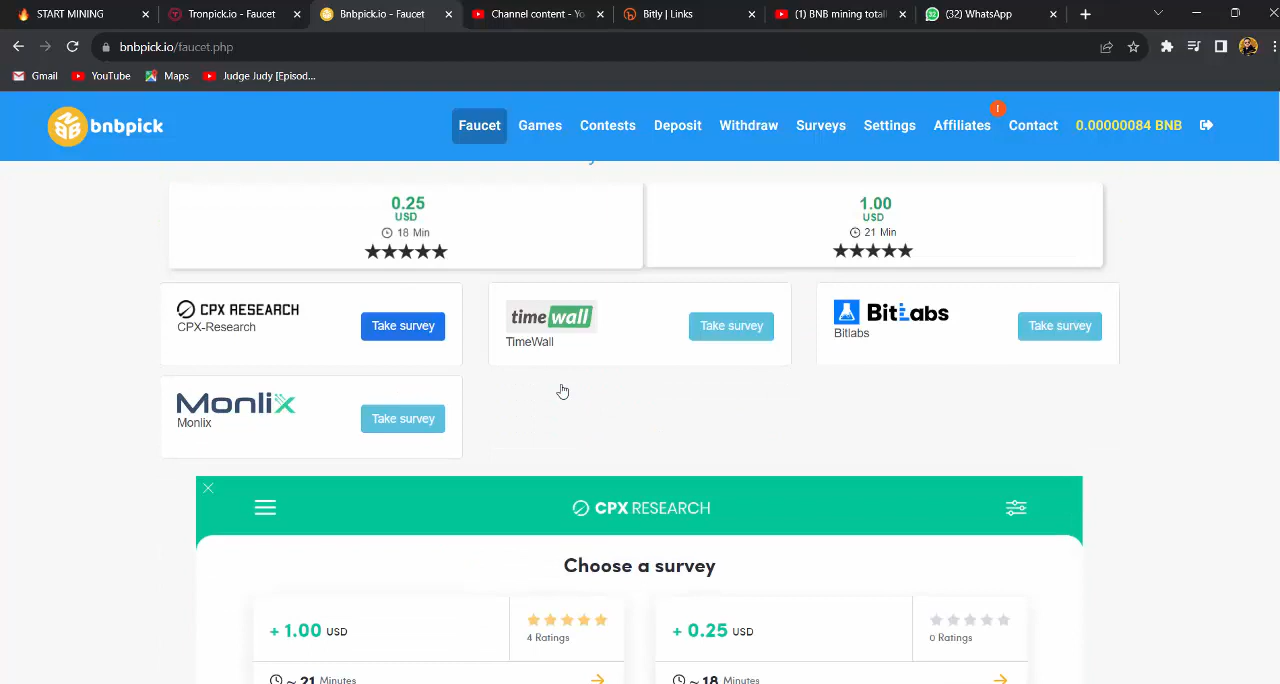 START MINING
Tronpick.io - Faucet
Bnbpick.io - Faucet
Channel content - Yo
Bitly | Links
(1) BNB mining total
(32) WhatsApp
bnbpick.io/faucet.php
Gmail
YouTube
Maps
Judge Judy [Episod...
bnbpick
Faucet
Games
Contests
Deposit
Withdraw
Surveys
Settings
Affiliates
!
Contact
0.00000084 BNB
0.25
USD
18 Min
1.00
USD
21 Min
CPX RESEARCH
CPX-Research
Take survey
timewall
TimeWall
Take survey
BitLabs
Bitlabs
Take survey
Monlix
Monlix
Take survey
CPX RESEARCH
Choose a survey
+ 1.00 USD
4 Ratings
~ 21 Minutes
+ 0.25 USD
0 Ratings
~ 18 Minutes